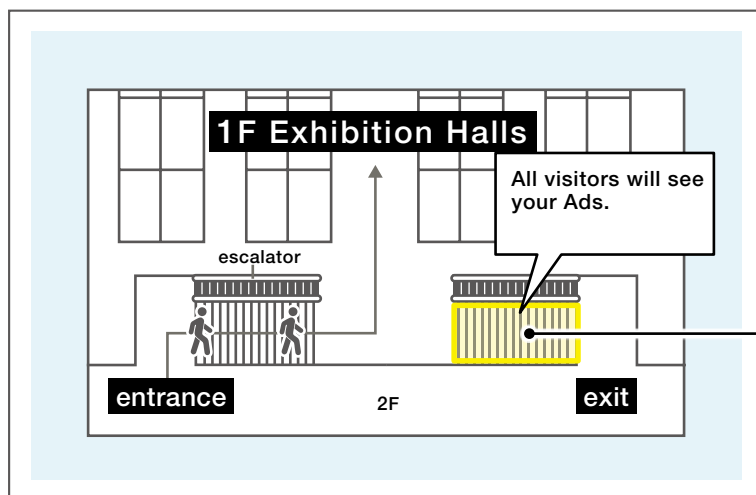 1F Exhibition Halls
All visitors will see
your Ads.
escalator
entrance
2F
exit